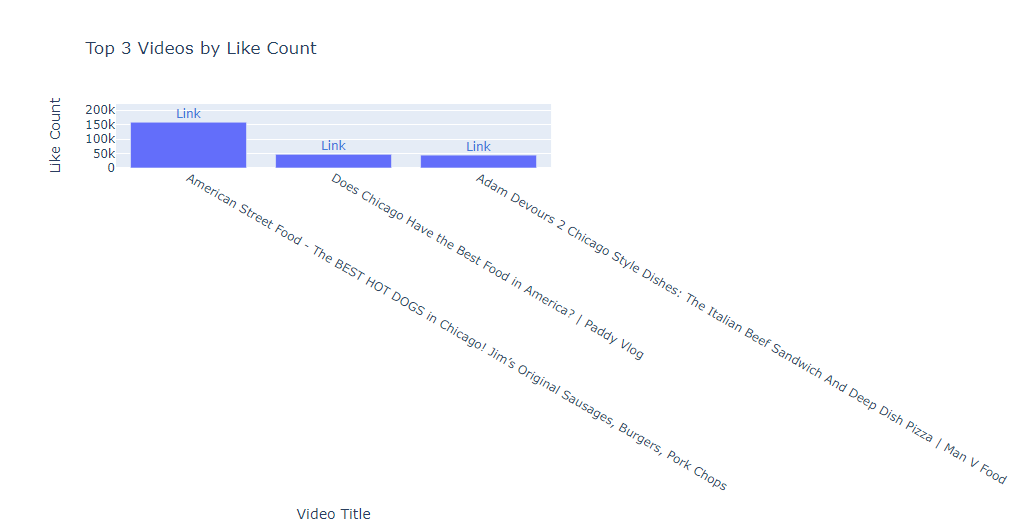 Top 3 Videos by Like Count
Like Count
200k
150k
100k
50k
0
Link
Link
Link
American Street Food - The BEST HOT DOGS in Chicago! Jim’s Original Sausages, Burgers, Pork Chops
Does Chicago Have the Best Food in America? | Paddy Vlog
Adam Devours 2 Chicago Style Dishes: The Italian Beef Sandwich And Deep Dish Pizza | Man V Food
Video Title